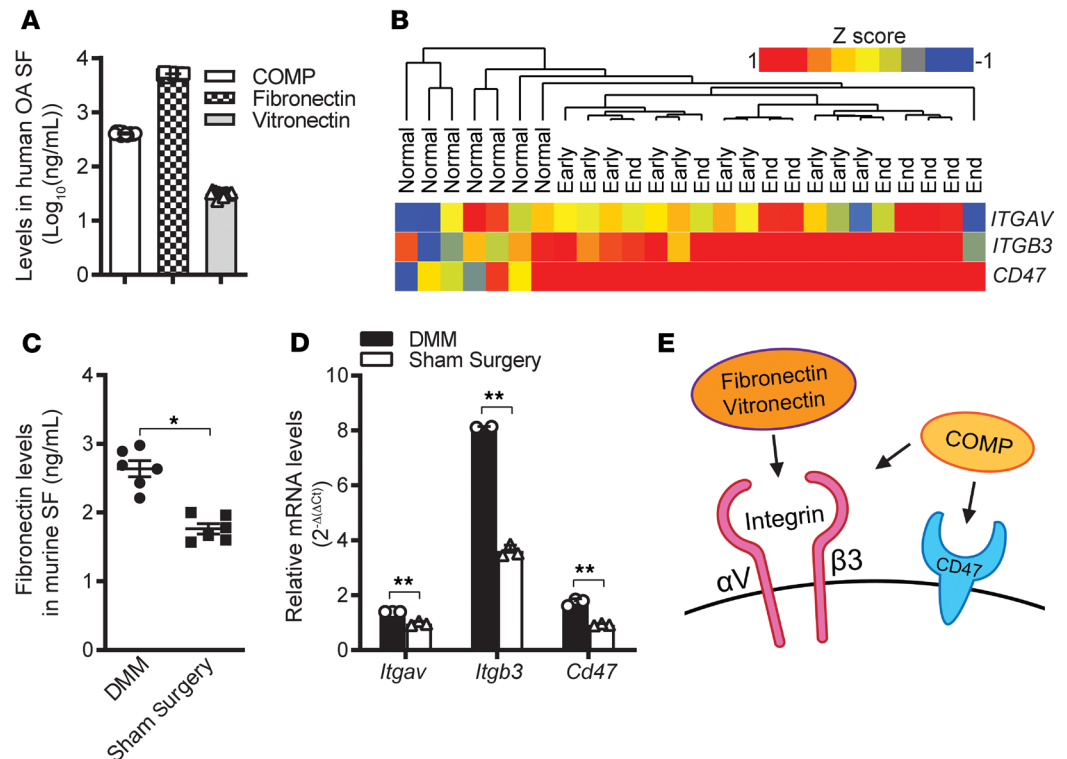 A
Levels in human OA SF
(Log10(ng/mL))
4
3
2
1
0
COMP
Fibronectin
Vitronectin
B
Z score
1
-1
Normal
Normal
Normal
Normal
Normal
Normal
Normal
Early
Early
Early
End
Early
Early
Early
Early
End
End
Early
Early
Early
End
End
End
End
End
ITGAV
ITGB3
CD47
C
Fibronectin levels
in murine SF (ng/mL)
4
3
2
1
0
*
DMM
Sham Surgery
D
DMM
Sham Surgery
Relative mRNA levels
(2-Δ(ΔCt))
10
8
6
4
2
0
**
**
**
Itgav
Itgb3
Cd47
E
Fibronectin
Vitronectin
COMP
Integrin
αV
β3
CD47